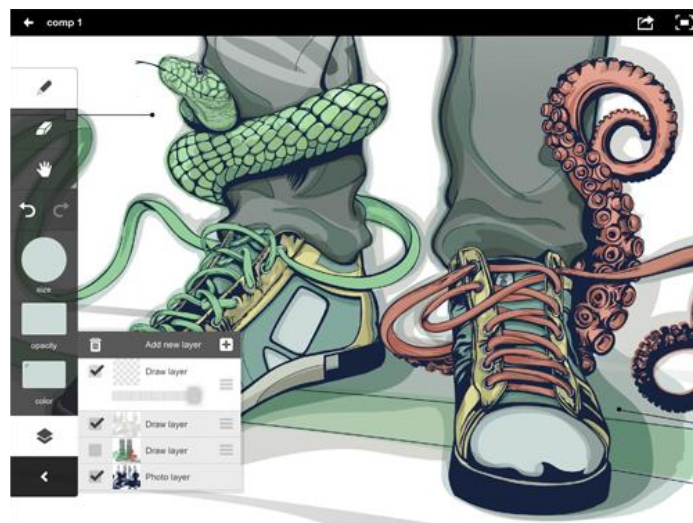 comp 1
size
opacity
color
Add new layer
Draw layer
Draw layer
Draw layer
Photo layer